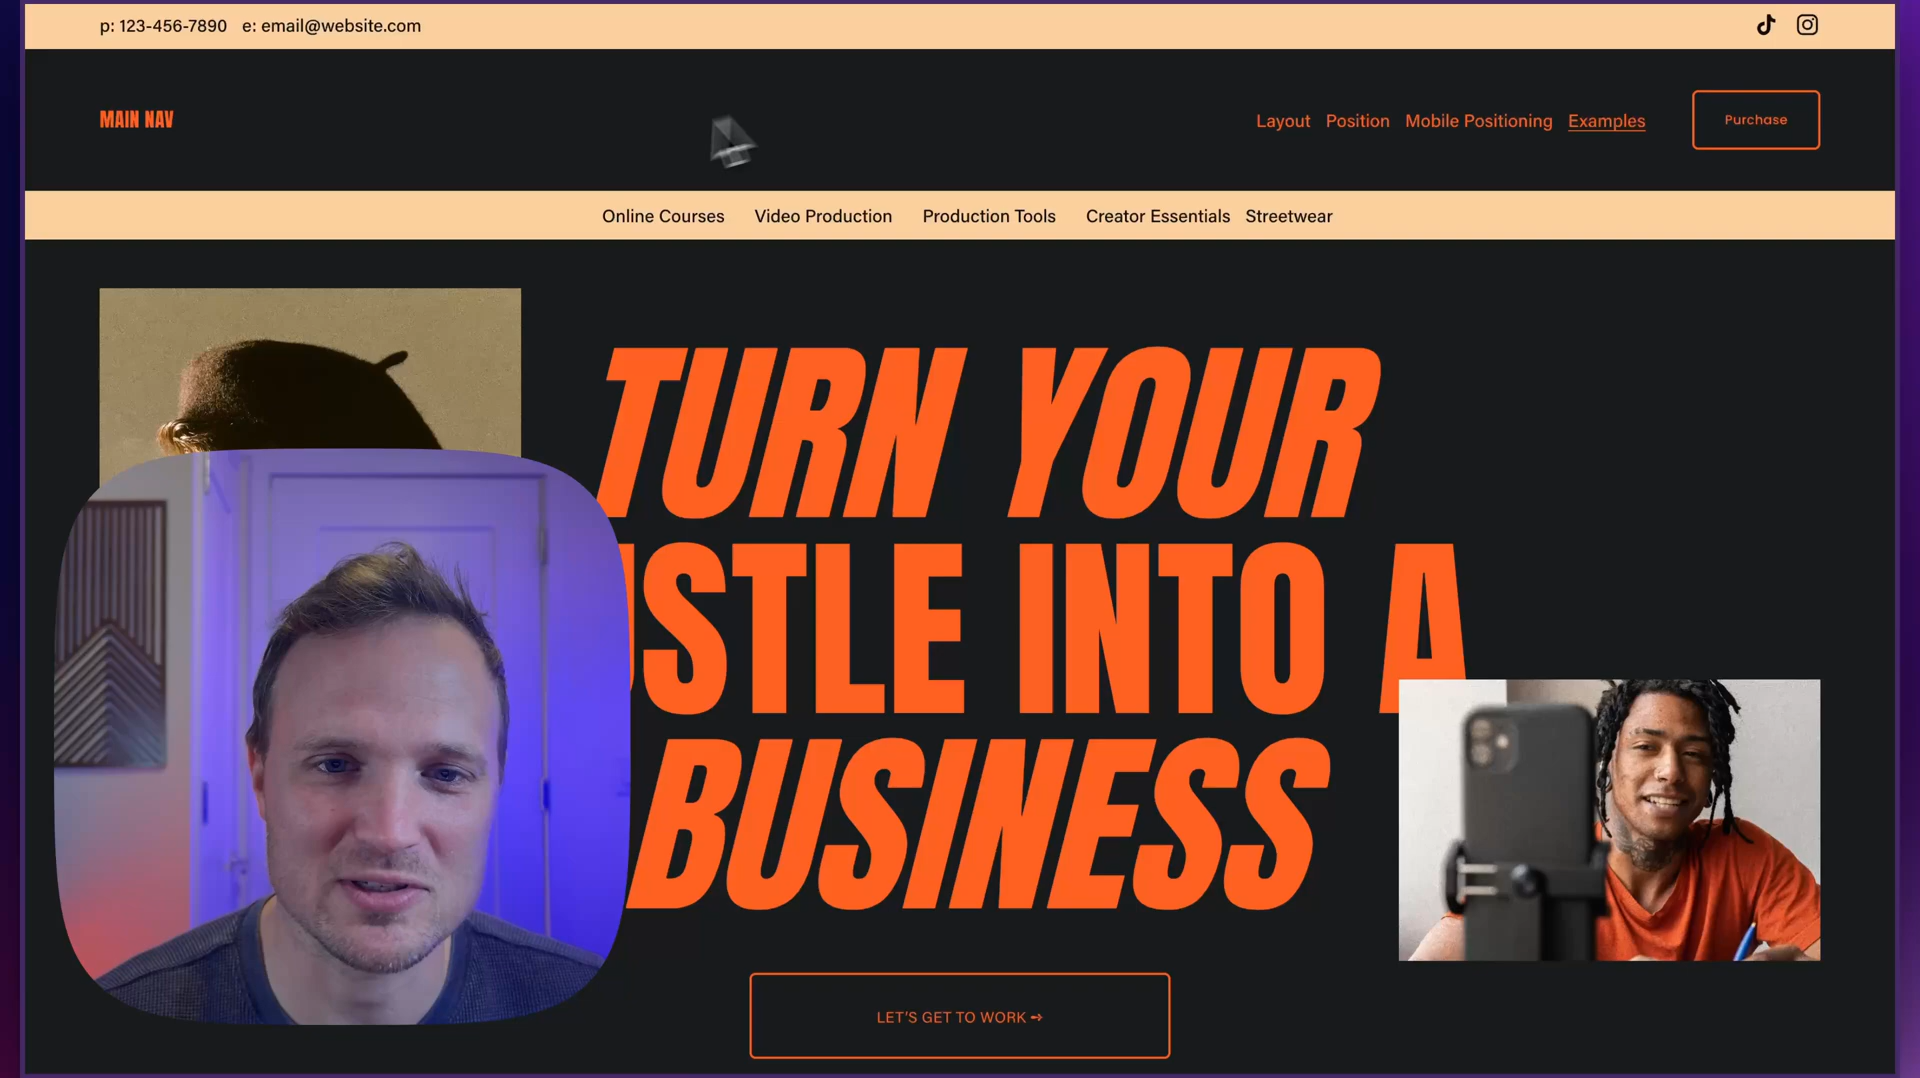 p: 123-456-7890 e: email@website.com
MAIN NAV
Layout Position Mobile Positioning Examples
Purchase
Online Courses Video Production Production Tools Creator Essentials Streetwear
TURN YOUR
USTLE INTO A
BUSINESS
LET'S GET TO WORK ➻